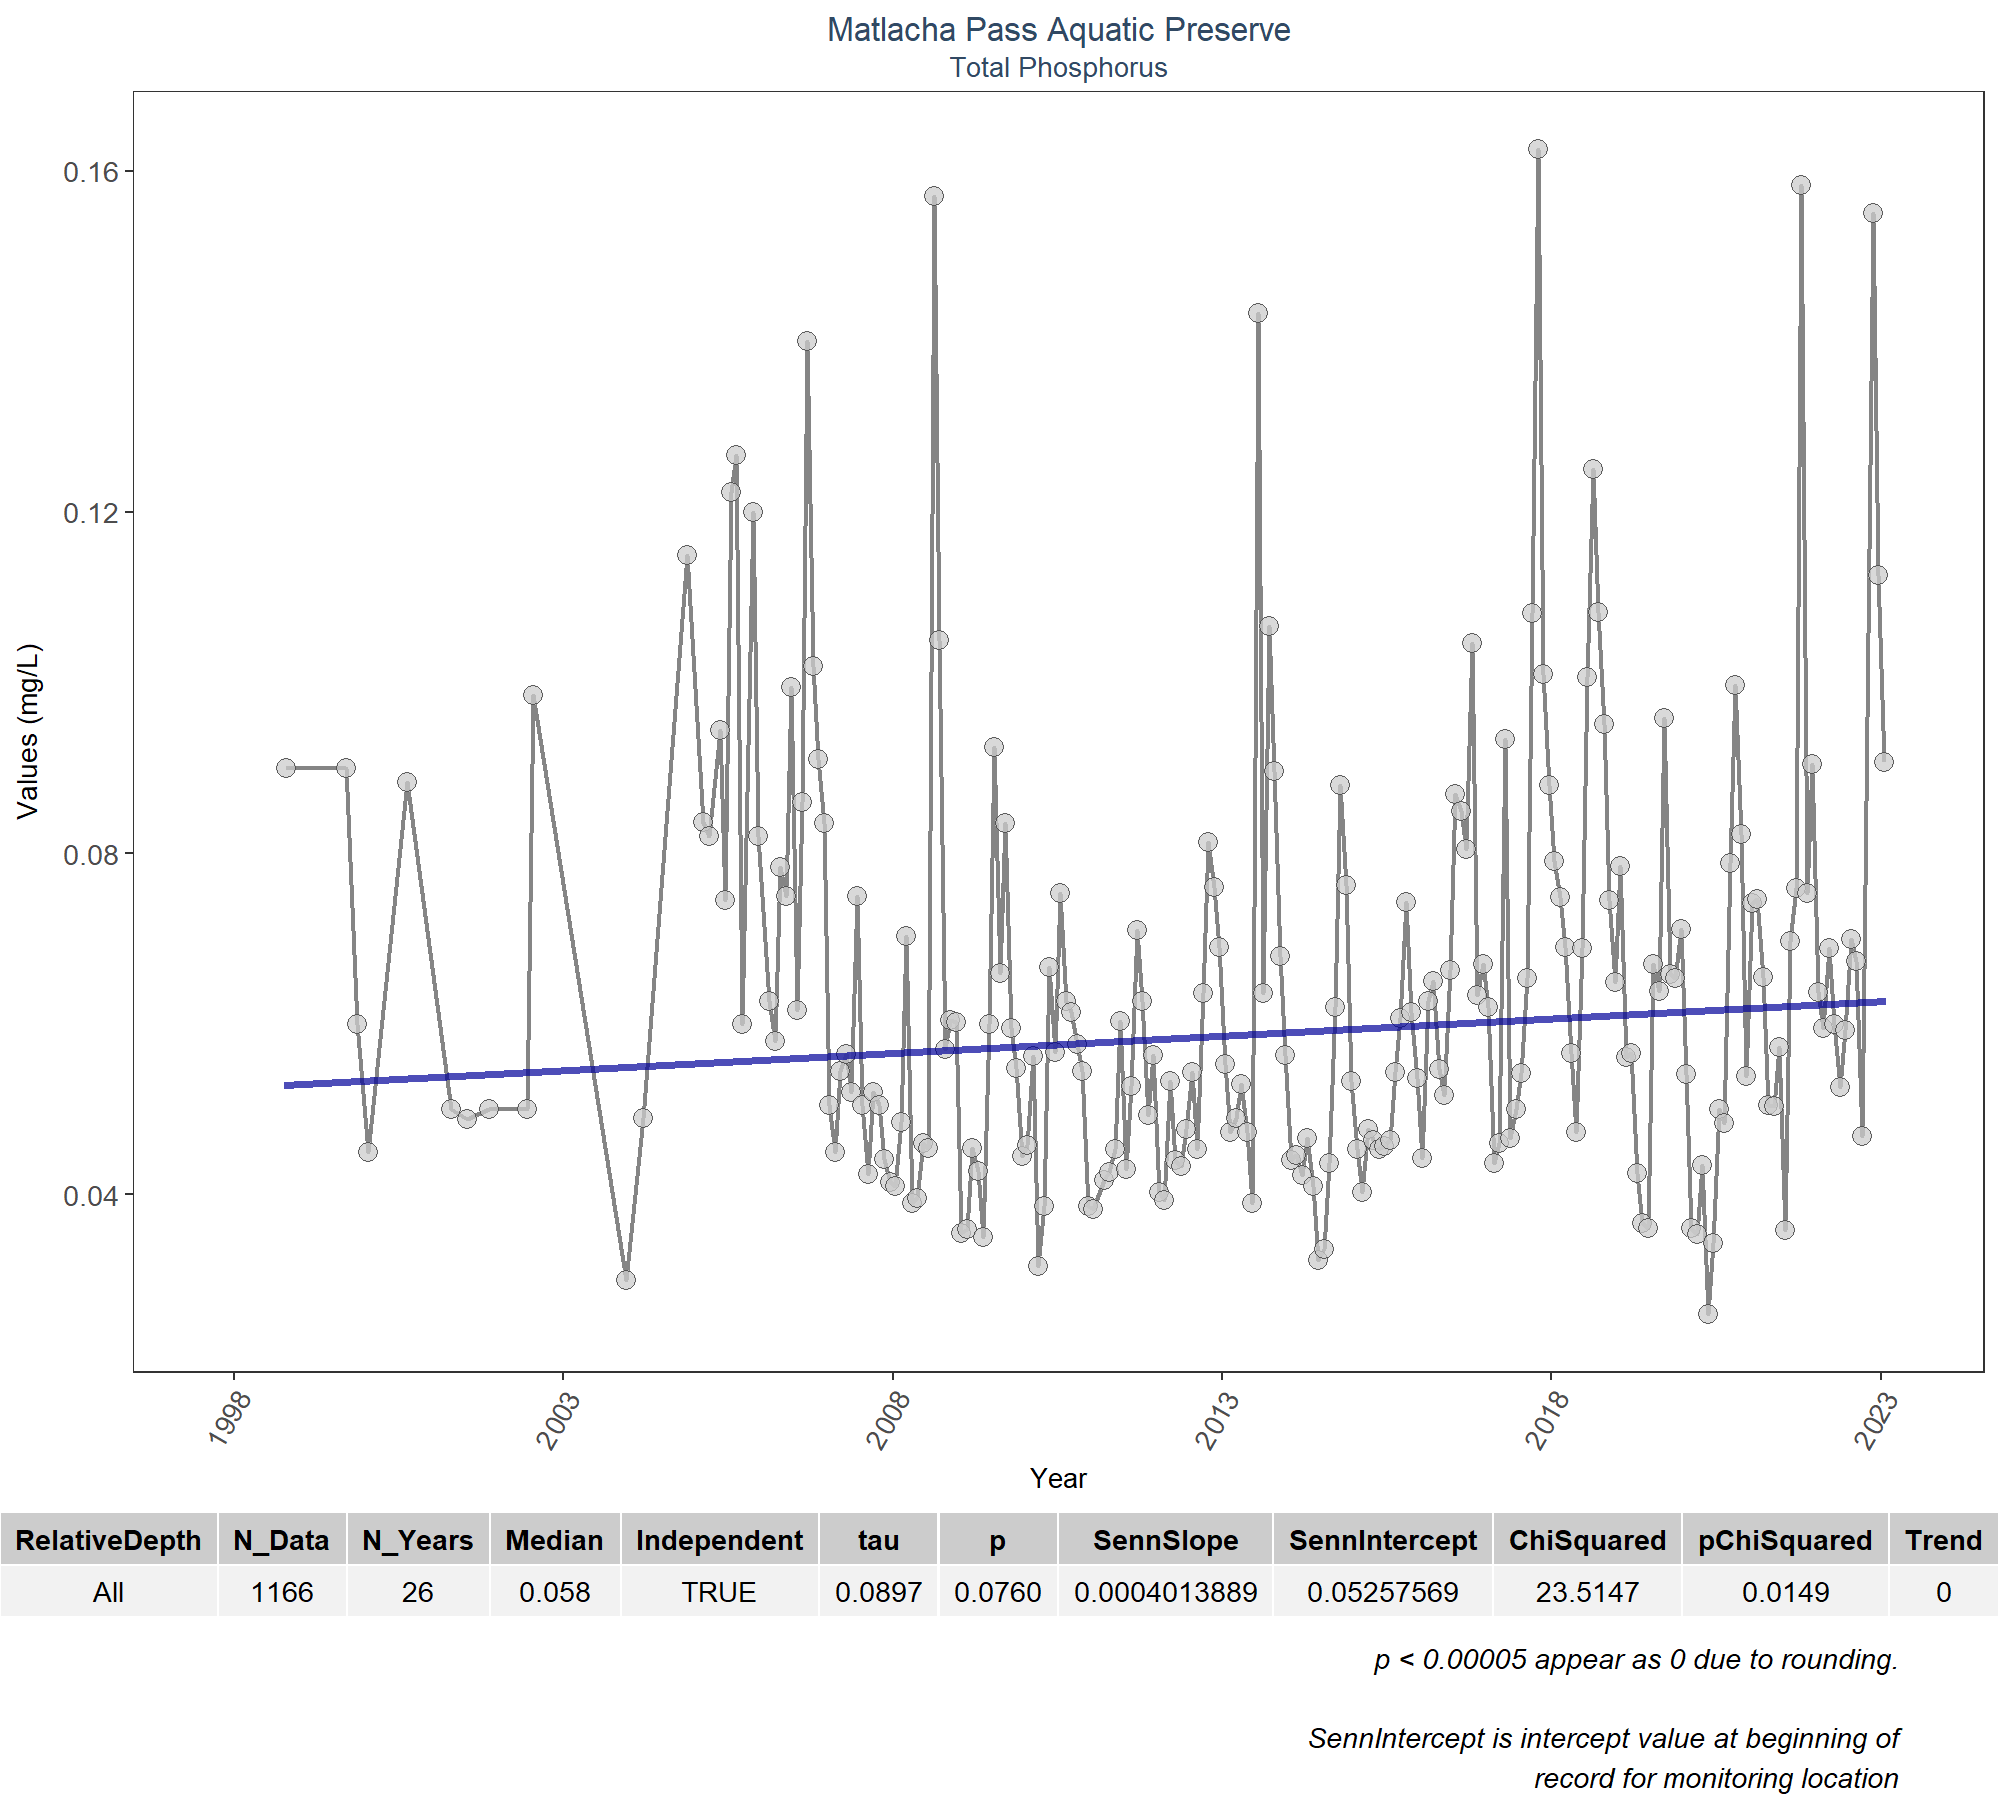 Matlacha Pass Aquatic Preserve
Total Phosphorus
0.16
0.12
0.08
0.04
Values (mg/L)
1998 2003 2008 2013 2018 2023
Year
RelativeDepth N_Data N_Years Median Independent tau p SennSlope SennIntercept ChiSquared pChiSquared Trend
All 1166 26 0.058 TRUE 0.0897 0.0760 0.0004013889 0.05257569 23.5147 0.0149 0
p < 0.00005 appear as 0 due to rounding.
SennIntercept is intercept value at beginning of
record for monitoring location